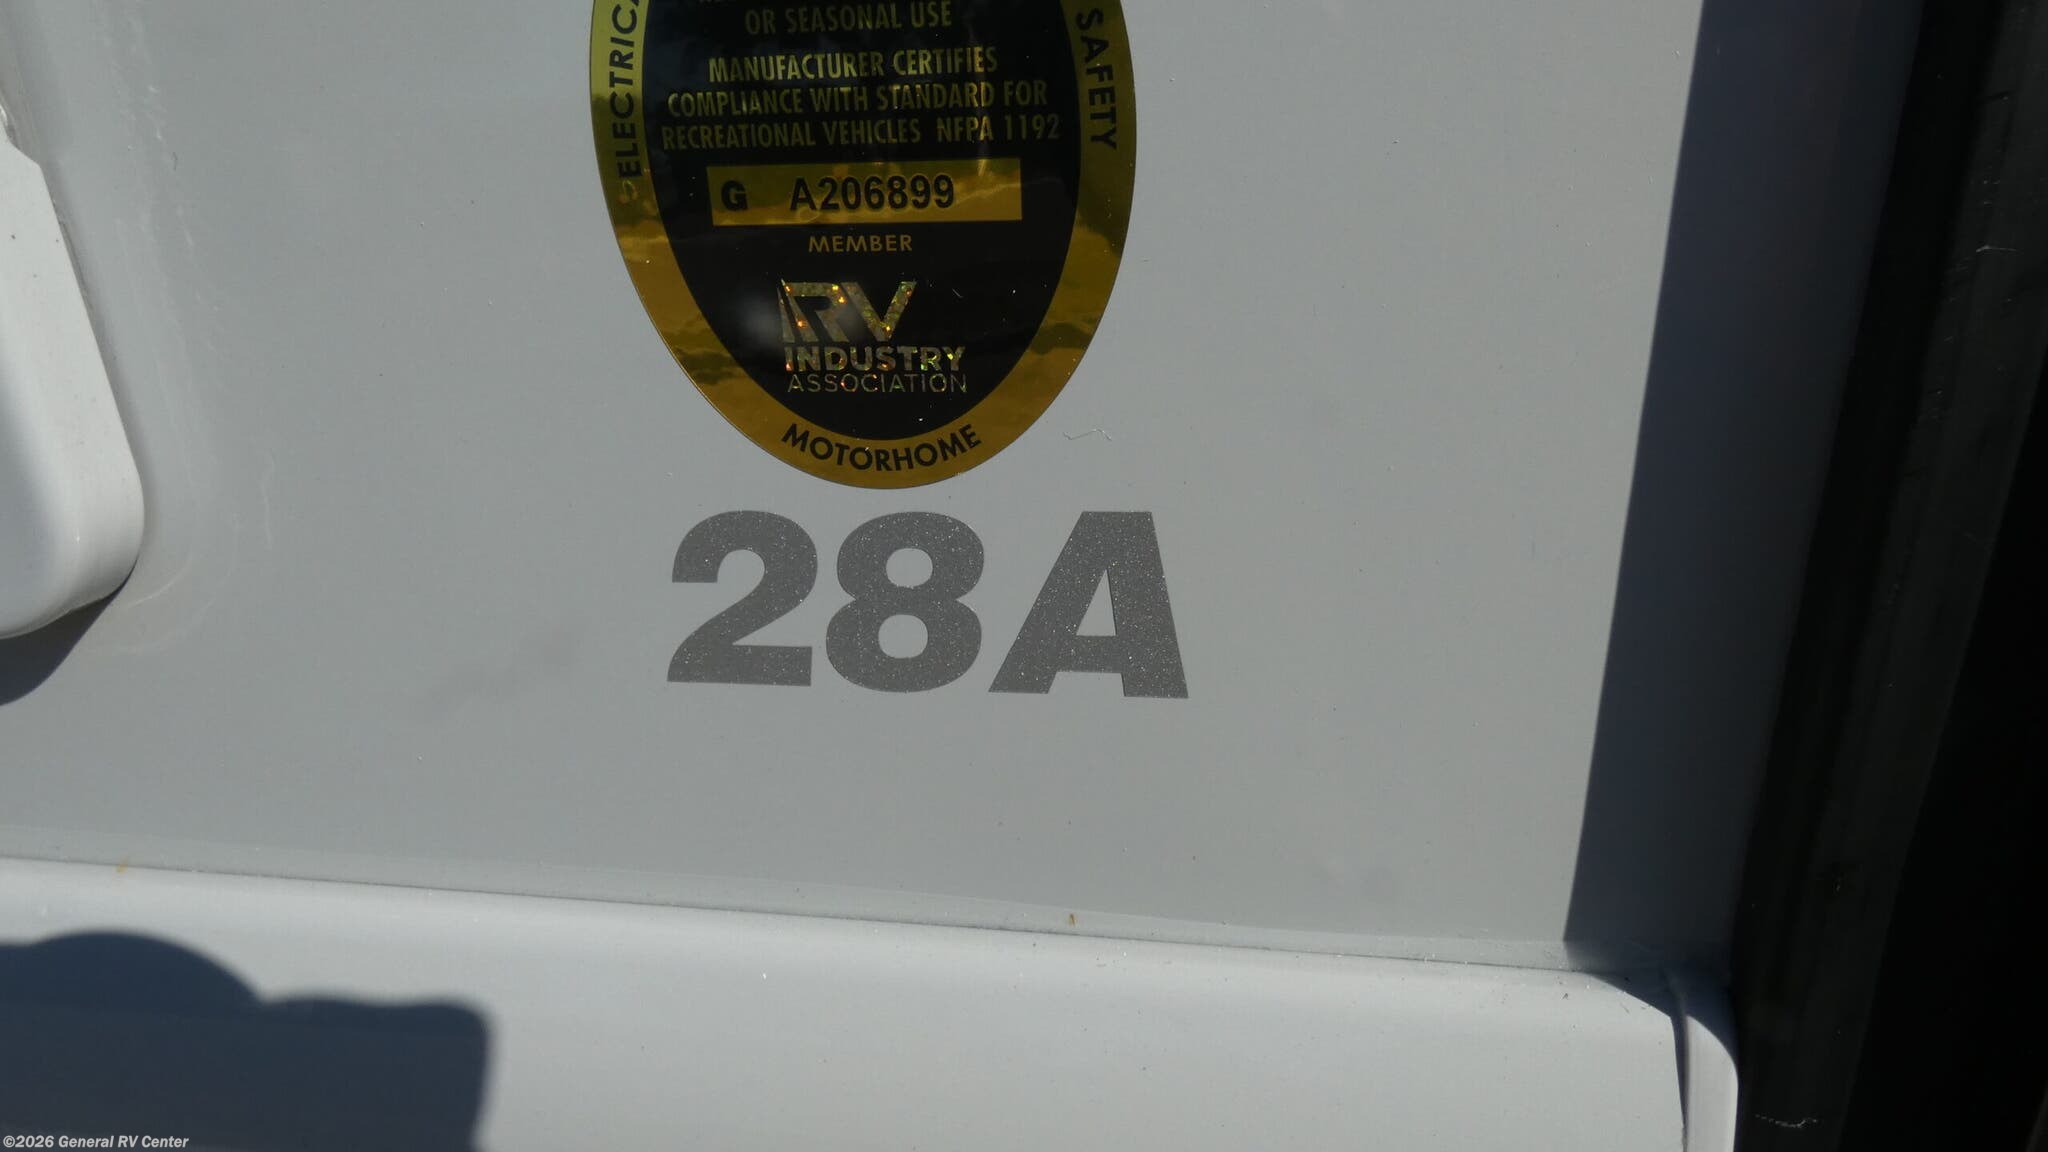 OR SEASONAL USE
MANUFACTURER CERTIFIES
COMPLIANCE WITH STANDARD FOR
RECREATIONAL VEHICLES NFPA 1192
ELECTRICA
SAFETY
G A206899
MEMBER
RV
INDUSTRY
ASSOCIATION
MOTORHOME
28A
©2026 General RV Center